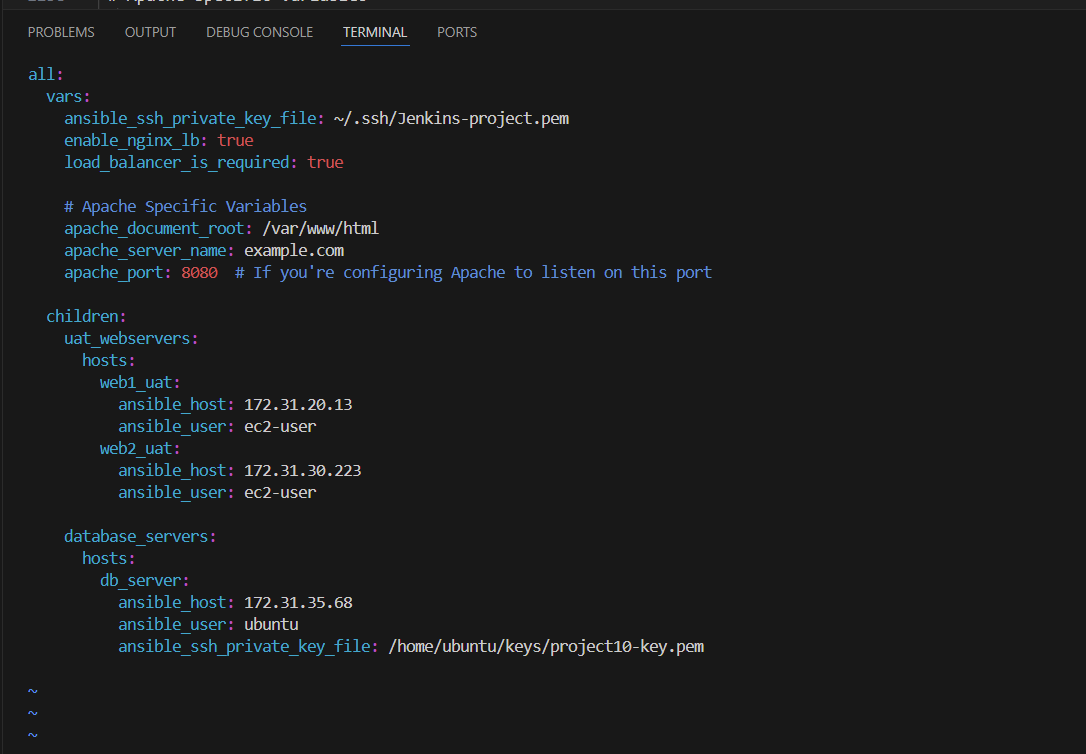 PROBLEMS OUTPUT DEBUG CONSOLE TERMINAL PORTS
all:
  vars:
    ansible_ssh_private_key_file: ~/.ssh/Jenkins-project.pem
    enable_nginx_lb: true
    load_balancer_is_required: true

    # Apache Specific Variables
    apache_document_root: /var/www/html
    apache_server_name: example.com
    apache_port: 8080  # If you're configuring Apache to listen on this port

  children:
    uat_webservers:
      hosts:
        web1_uat:
          ansible_host: 172.31.20.13
          ansible_user: ec2-user
        web2_uat:
          ansible_host: 172.31.30.223
          ansible_user: ec2-user

    database_servers:
      hosts:
        db_server:
          ansible_host: 172.31.35.68
          ansible_user: ubuntu
          ansible_ssh_private_key_file: /home/ubuntu/keys/project10-key.pem

~
~
~